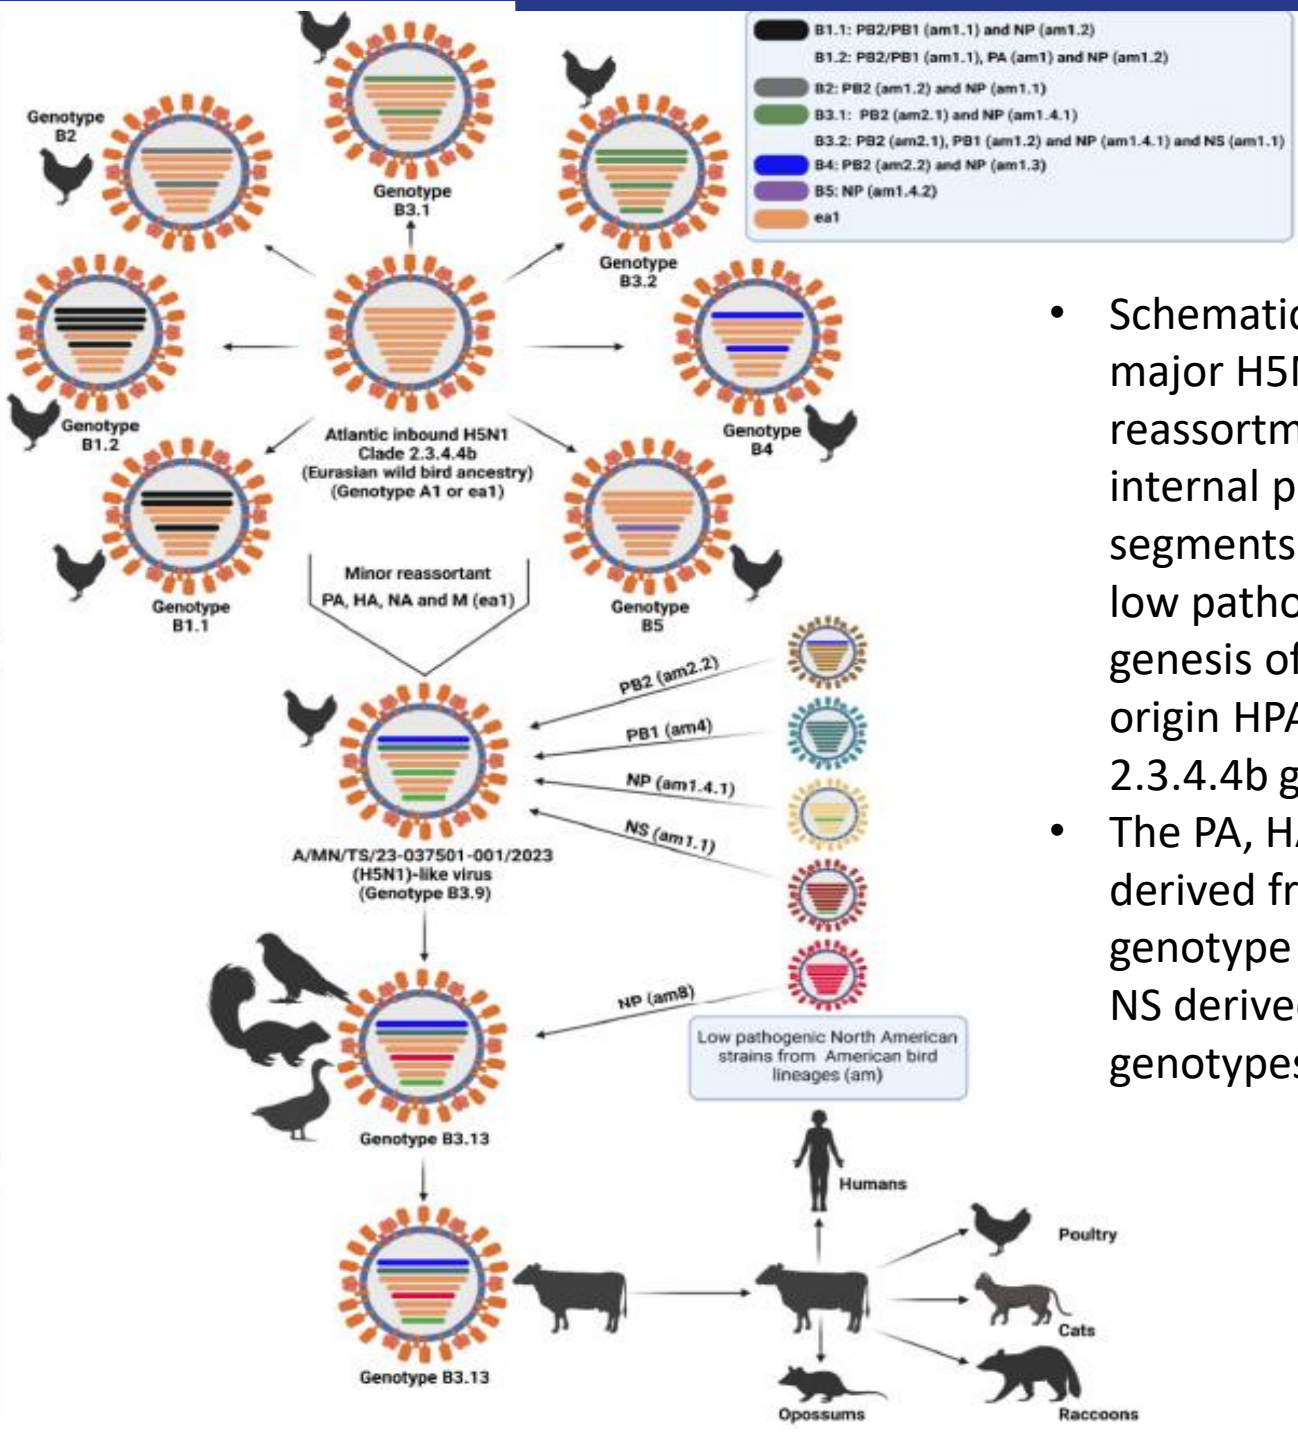 B1.1: PB2/PB1 (am1.1) and NP (am1.2)
B1.2: PB2/PB1 (am1.1), PA (am1) and NP (am1.2)
B2: PB2 (am1.2) and NP (am1.1)
B3.1: PB2 (am2.1) and NP (am1.4.1)
B3.2: PB2 (am2.1), PB1 (am1.2) and NP (am1.4.1) and NS (am1.1)
B4: PB2 (am2.2) and NP (am1.3)
B5: NP (am1.4.2)
ea1
Genotype
B2
Genotype
B3.1
Genotype
B3.2
Genotype
B1.2
Genotype
B4
Atlantic inbound H5N1
Clade 2.3.4.4b
(Eurasian wild bird ancestry)
(Genotype A1 or ea1)
Genotype
B1.1
Minor reassortant
PA, HA, NA and M (ea1)
Genotype
B5
PB2 (am2.2)
PB1 (am4)
NP (am1.4.1)
NS (am1.1)
A/MN/TS/23-037501-001/2023
(H5N1)-like virus
(Genotype B3.9)
NP (am8)
Low pathogenic North American
strains from American bird
lineages (am)
Genotype B3.13
Humans
Poultry
Cats
Genotype B3.13
Opossums
Raccoons
• Schematic
major H5
reassortm
internal p
segments
low patho
genesis of
origin HPA
2.3.4.4b g
• The PA, HA
derived fr
genotype
NS derive
genotypes